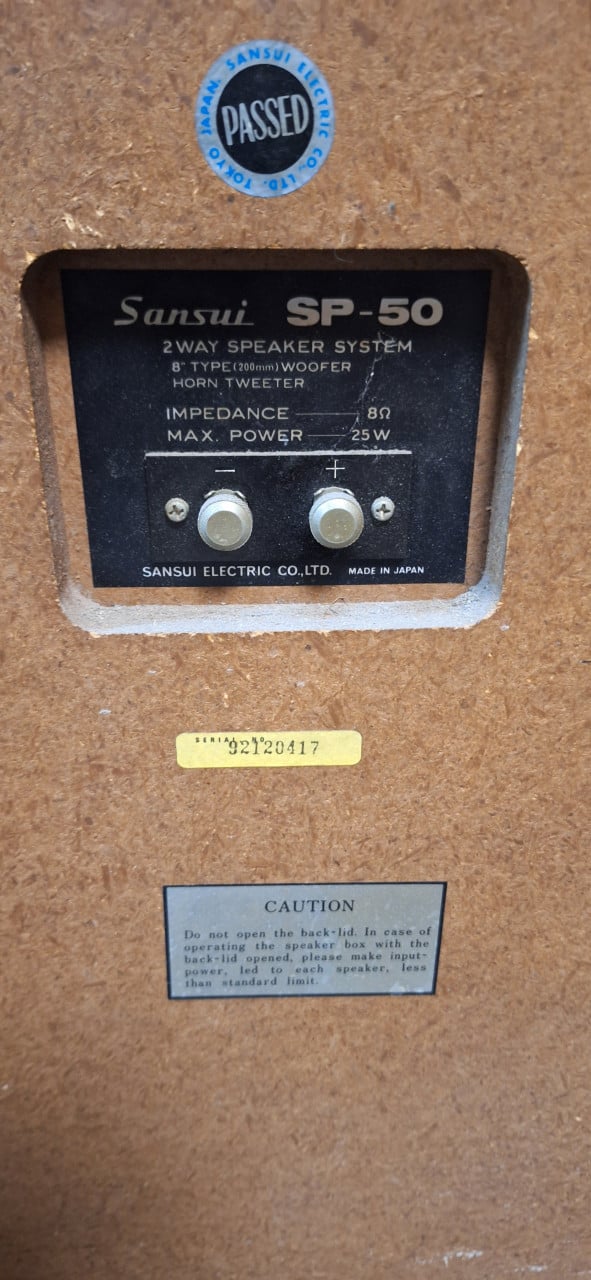 SANSUI ELECTRIC CO., LTD. TOKYO JAPAN.
PASSED
Sansui SP-50
2WAY SPEAKER SYSTEM
8" TYPE (200mm) WOOFER
HORN TWEETER
IMPEDANCE 8Ω
MAX. POWER 25W
− +
SANSUI ELECTRIC CO.,LTD. MADE IN JAPAN
SERIAL NO
92120417
CAUTION
Do not open the back-lid. In case of
operating the speaker box with the
back-lid opened, please make input-
power, led to each speaker, less
than standard limit.